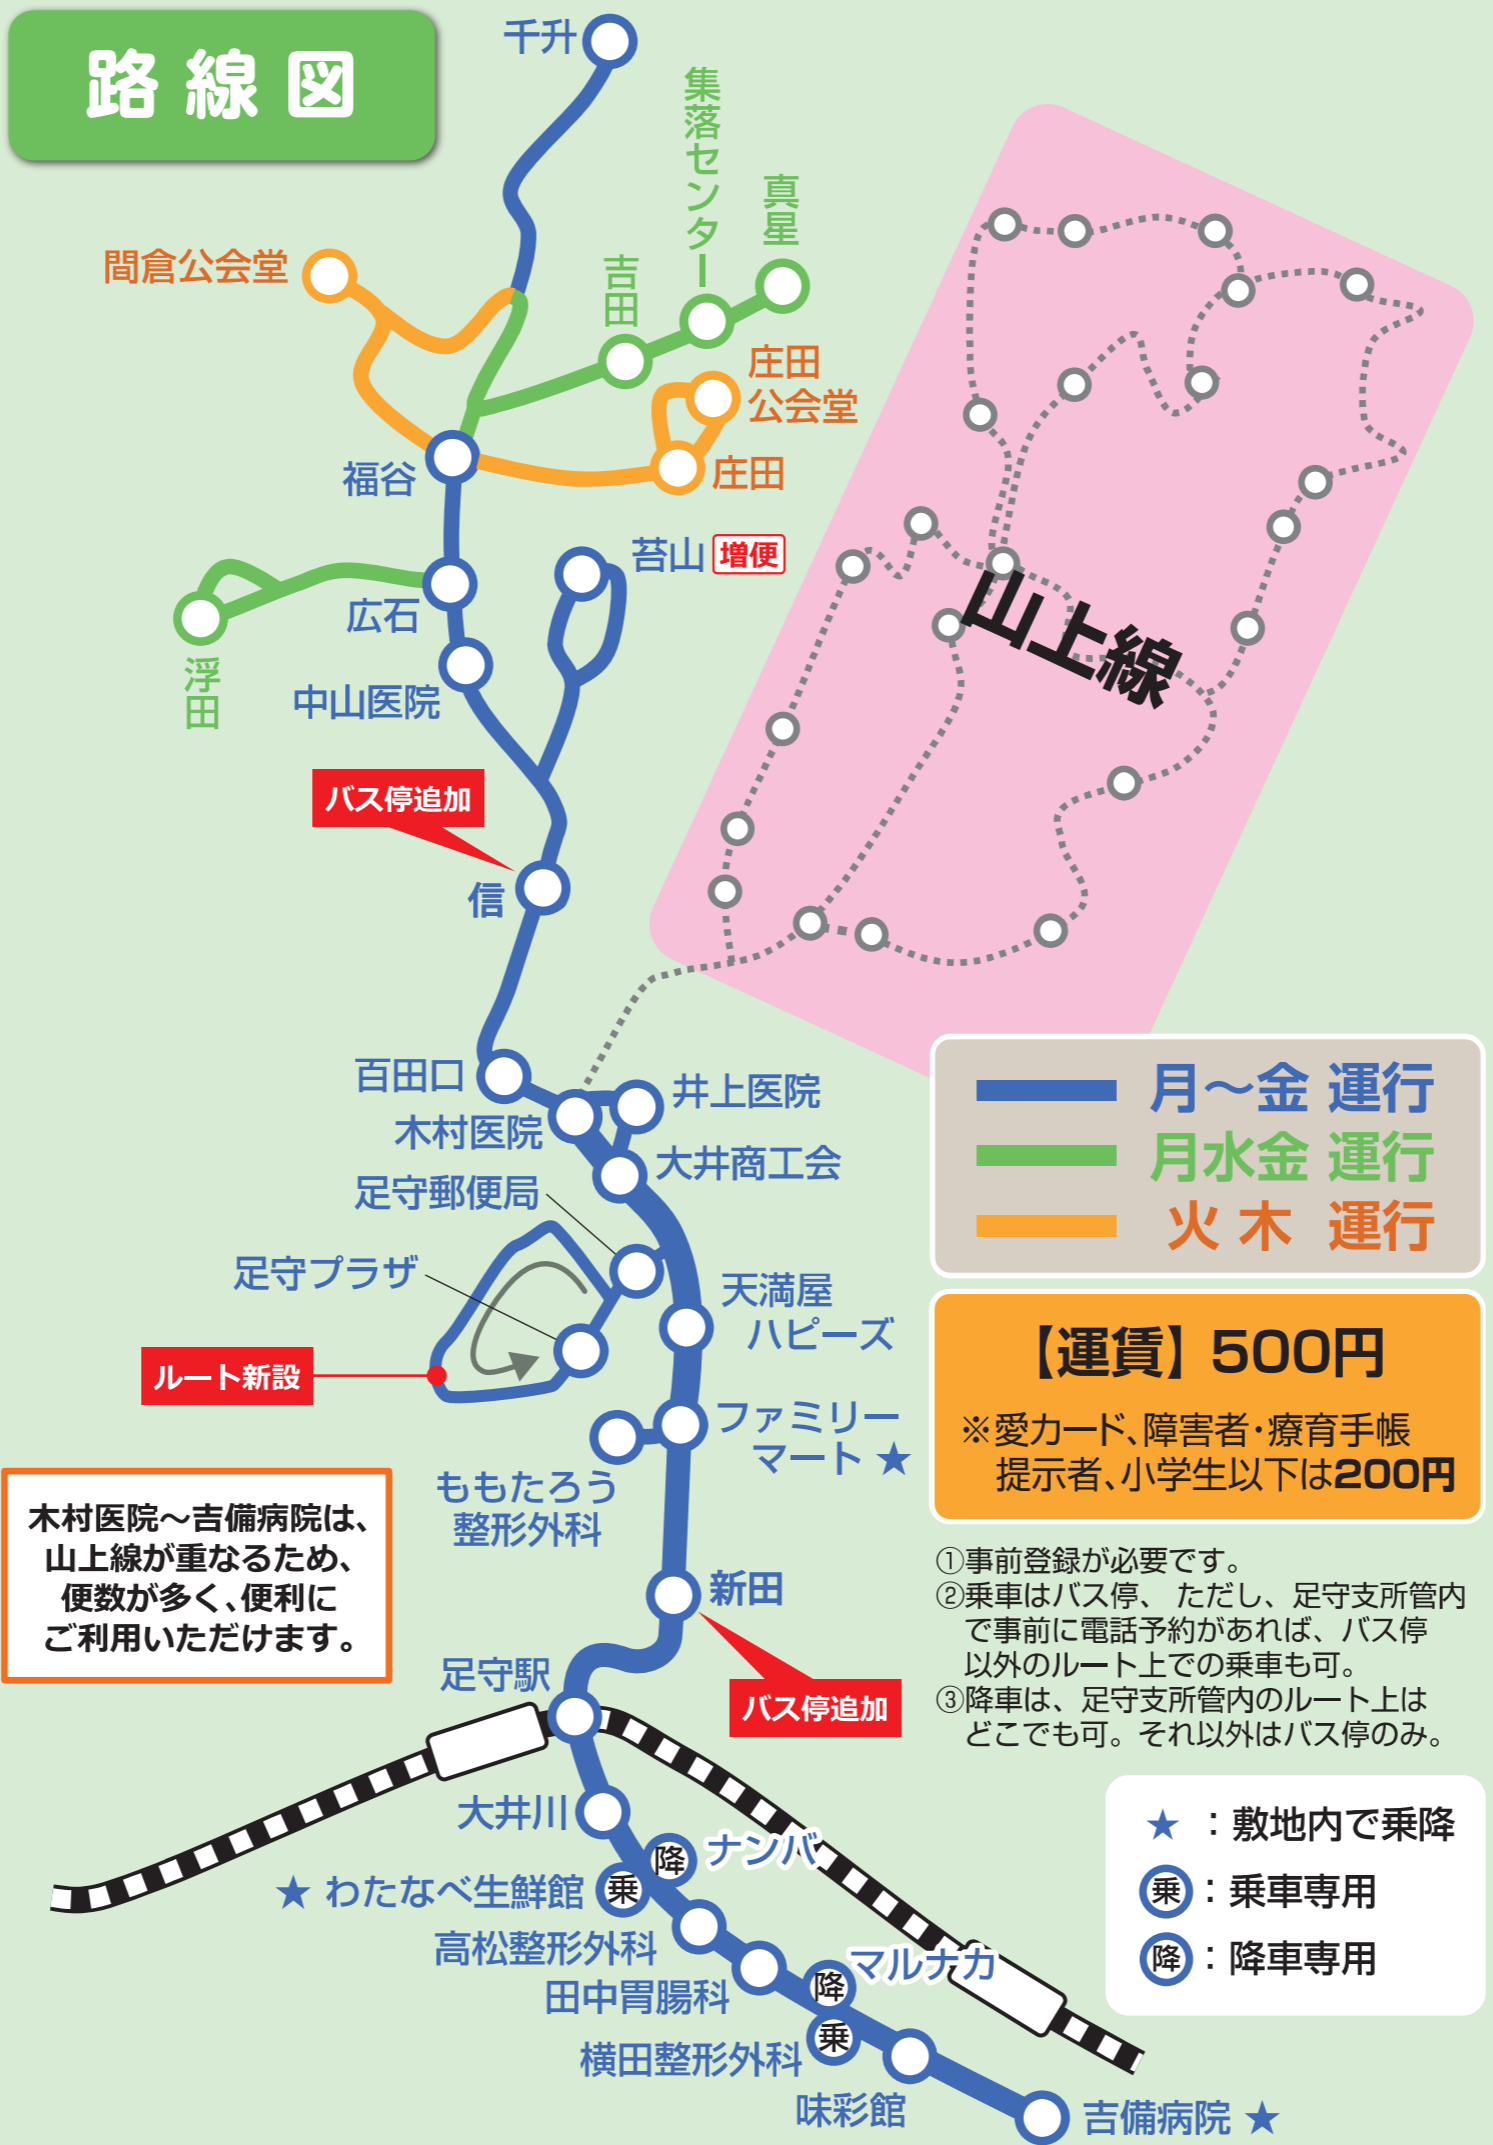 路線図
千升
集落センター
真星
吉田
間倉公会堂
庄田
公会堂
庄田
福谷
苔山 増便
広石
浮田
中山医院
山上線
バス停追加
信
百田口
井上医院
木村医院
大井商工会
足守郵便局
足守プラザ
天満屋
ハピーズ
ルート新設
ファミリー
マート ★
ももたろう
整形外科
木村医院～吉備病院は、
山上線が重なるため、
便数が多く、便利に
ご利用いただけます。
新田
足守駅
バス停追加
大井川
降 ナンバ
★ わたなべ生鮮館 乗
高松整形外科
田中胃腸科
降 マルナカ
横田整形外科 乗
味彩館
吉備病院 ★
月～金 運行
月水金 運行
火 木 運行
【運賃】500円
※愛カード、障害者・療育手帳
提示者、小学生以下は200円
①事前登録が必要です。
②乗車はバス停、 ただし、足守支所管内
で事前に電話予約があれば、バス停
以外のルート上での乗車も可。
③降車は、足守支所管内のルート上は
どこでも可。それ以外はバス停のみ。
★ ：敷地内で乗降
乗 ：乗車専用
降 ：降車専用